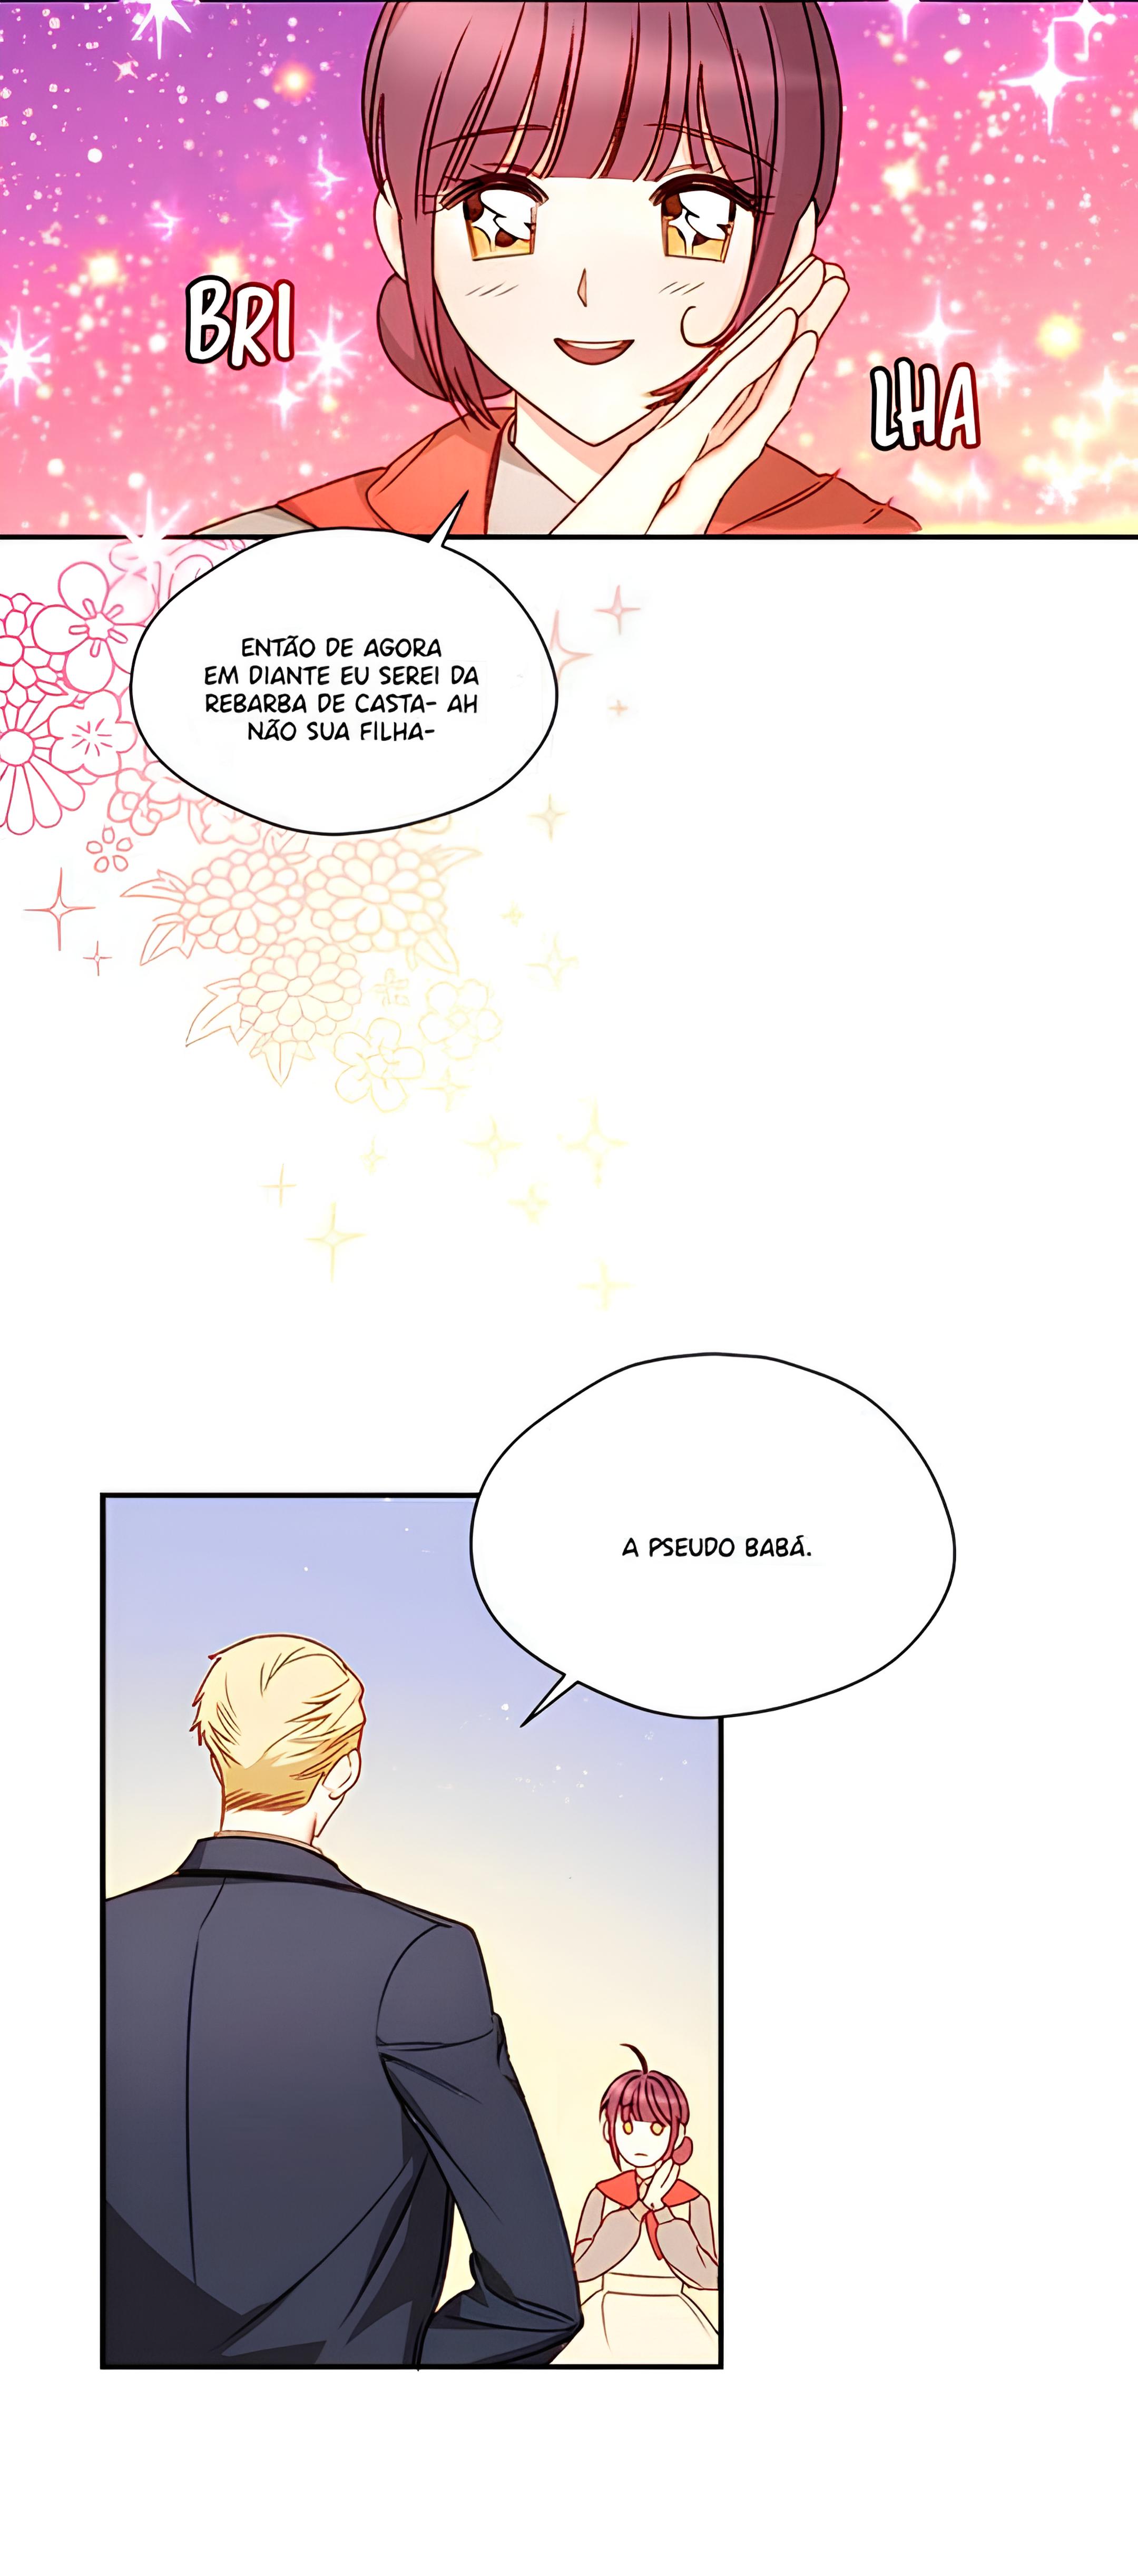 BRI
LHA
ENTÃO DE AGORA
EM DIANTE EU SEREI DA
REBARBA DE CASTA- AH
NÃO SUA FILHA-
A PSEUDO BABÁ.